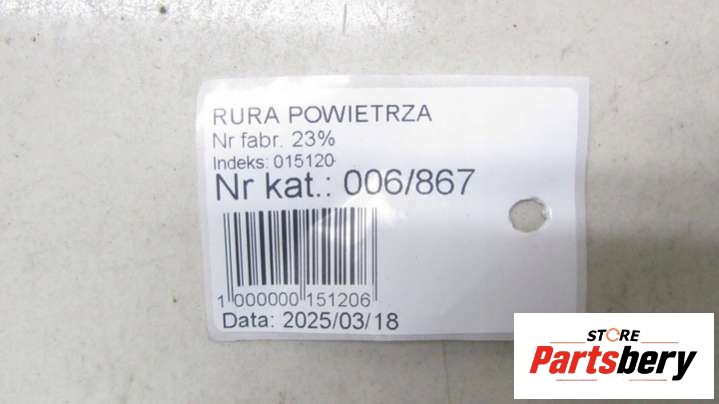 RURA POWIETRZA
Nr fabr. 23%
Indeks: 015120
Nr kat.: 006/867
1 000000 151206
Data: 2025/03/18
STORE
Partsbery